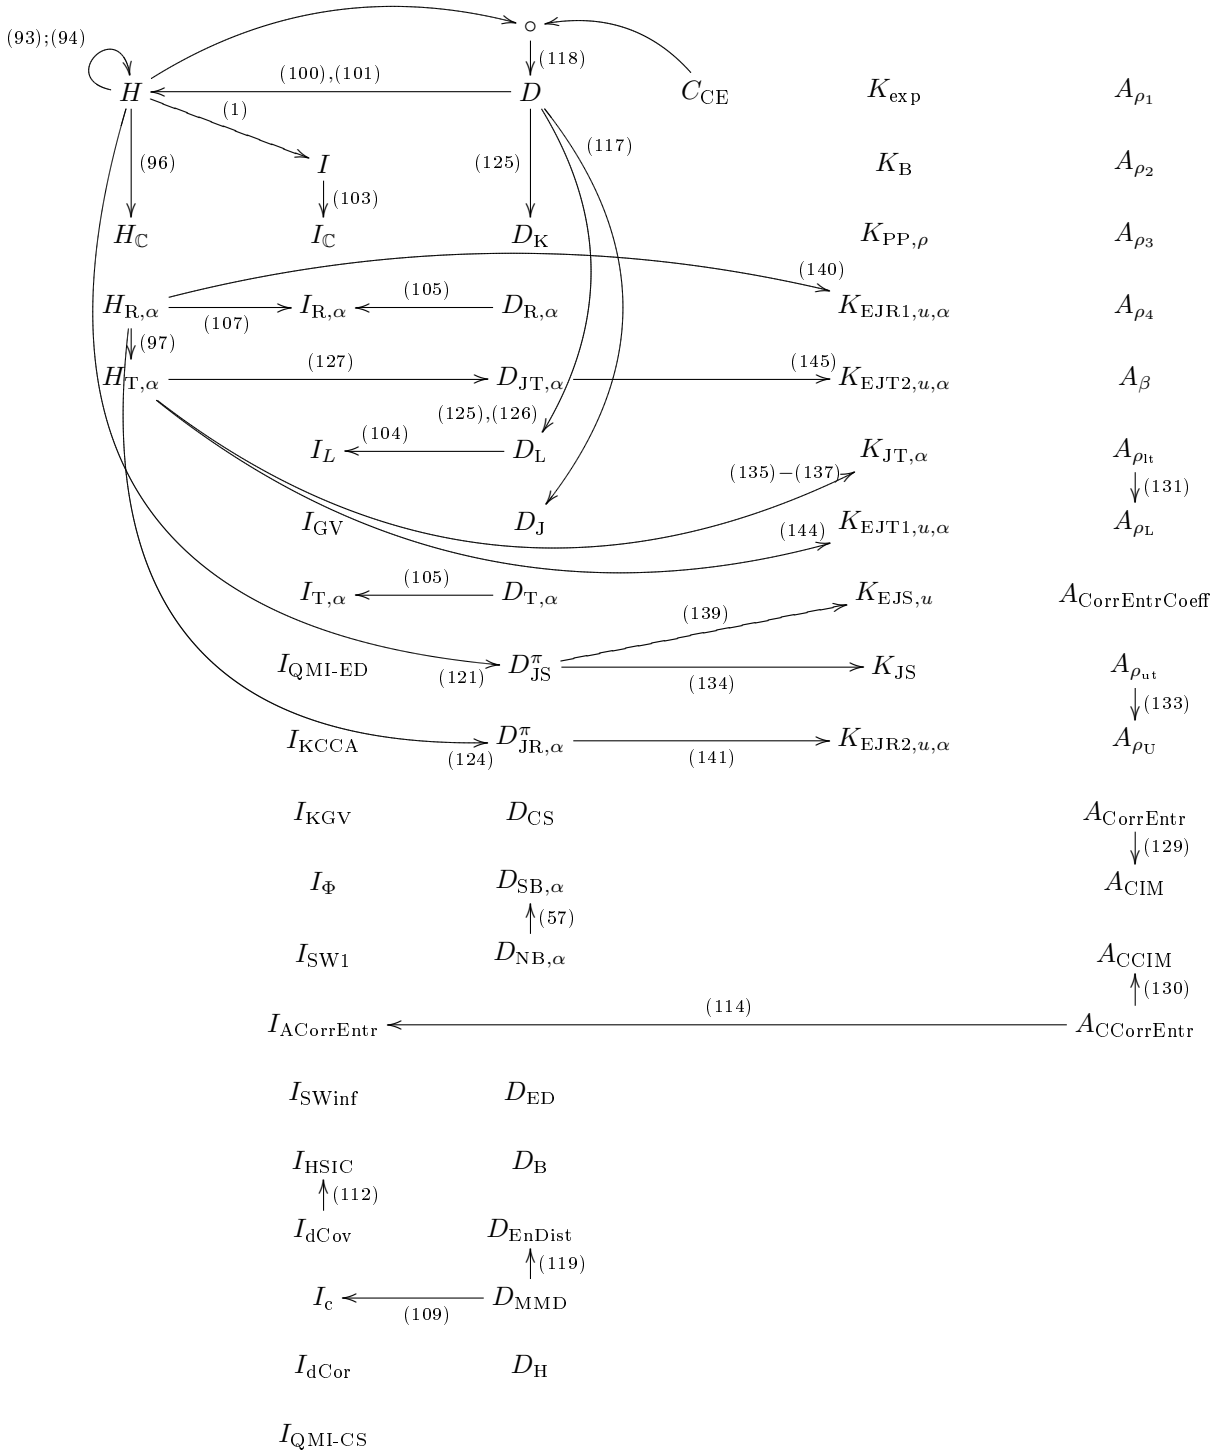 (93);(94)
∘
(118)
H (100),(101) D C_CE K_exp A_ρ₁
(1) (117)
(96) I (125) K_B A_ρ₂
(103)
H_ℂ I_ℂ D_K K_PP,ρ A_ρ₃
(140)
H_R,α (107) I_R,α (105) D_R,α K_EJR1,u,α A_ρ₄
(97)
H_T,α (127) D_JT,α (145) K_EJT2,u,α A_β
(125),(126)
I_L (104) D_L K_JT,α A_ρ_lt
(135)−(137) (131)
I_GV D_J (144) K_EJT1,u,α A_ρ_L
I_T,α (105) D_T,α K_EJS,u A_CorrEntrCoeff
(139)
I_QMI-ED (121) D^π_JS (134) K_JS A_ρ_ut
(133)
I_KCCA (124) D^π_JR,α (141) K_EJR2,u,α A_ρ_U
I_KGV D_CS A_CorrEntr
(129)
I_Φ D_SB,α A_CIM
(57)
I_SW1 D_NB,α A_CCIM
(130)
I_ACorrEntr (114) A_CCorrEntr
I_SWinf D_ED
I_HSIC D_B
(112)
I_dCov D_EnDist
(119)
I_c (109) D_MMD
I_dCor D_H
I_QMI-CS